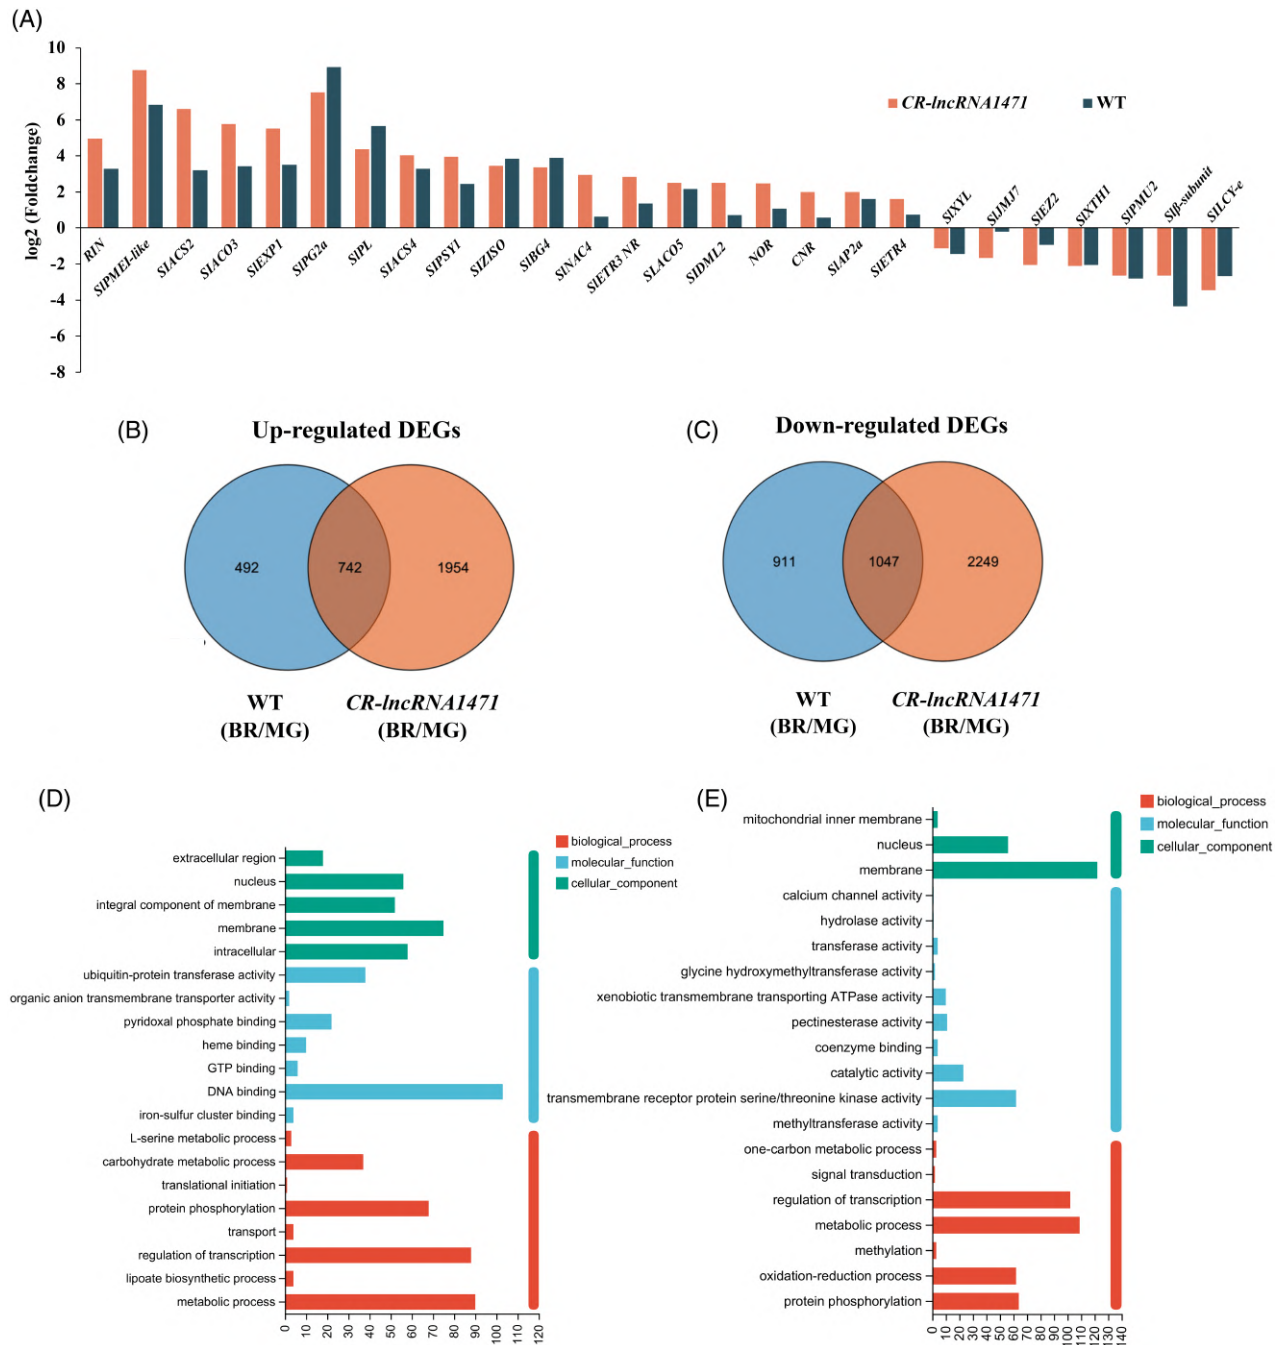 (A)
10
8
6
4
2
0
-2
-4
-6
-8
log2 (Foldchange)
CR-lncRNA1471
WT
RIN
SlPMEI-like
SlACS2
SlACO3
SlEXP1
SlPG2a
SlPL
SlACS4
SlPSY1
SlZISO
SlBG4
SlNAC4
SlETR3 NR
SLACO5
SlDML2
NOR
CNR
SlAP2a
SlETR4
SlXYL
SlJMJ7
SlEZ2
SlXTH1
SlPMU2
Slβ-subunit
SlLCY-e
(B)
Up-regulated DEGs
492
742
1954
WT
(BR/MG)
CR-lncRNA1471
(BR/MG)
(C)
Down-regulated DEGs
911
1047
2249
WT
(BR/MG)
CR-lncRNA1471
(BR/MG)
(D)
biological_process
molecular_function
cellular_component
extracellular region
nucleus
integral component of membrane
membrane
intracellular
ubiquitin-protein transferase activity
organic anion transmembrane transporter activity
pyridoxal phosphate binding
heme binding
GTP binding
DNA binding
iron-sulfur cluster binding
L-serine metabolic process
carbohydrate metabolic process
translational initiation
protein phosphorylation
transport
regulation of transcription
lipoate biosynthetic process
metabolic process
0 10 20 30 40 50 60 70 80 90 100 110 120
(E)
biological_process
molecular_function
cellular_component
mitochondrial inner membrane
nucleus
membrane
calcium channel activity
hydrolase activity
transferase activity
glycine hydroxymethyltransferase activity
xenobiotic transmembrane transporting ATPase activity
pectinesterase activity
coenzyme binding
catalytic activity
transmembrane receptor protein serine/threonine kinase activity
methyltransferase activity
one-carbon metabolic process
signal transduction
regulation of transcription
metabolic process
methylation
oxidation-reduction process
protein phosphorylation
0 10 20 30 40 50 60 70 80 90 100 110 120 130 140